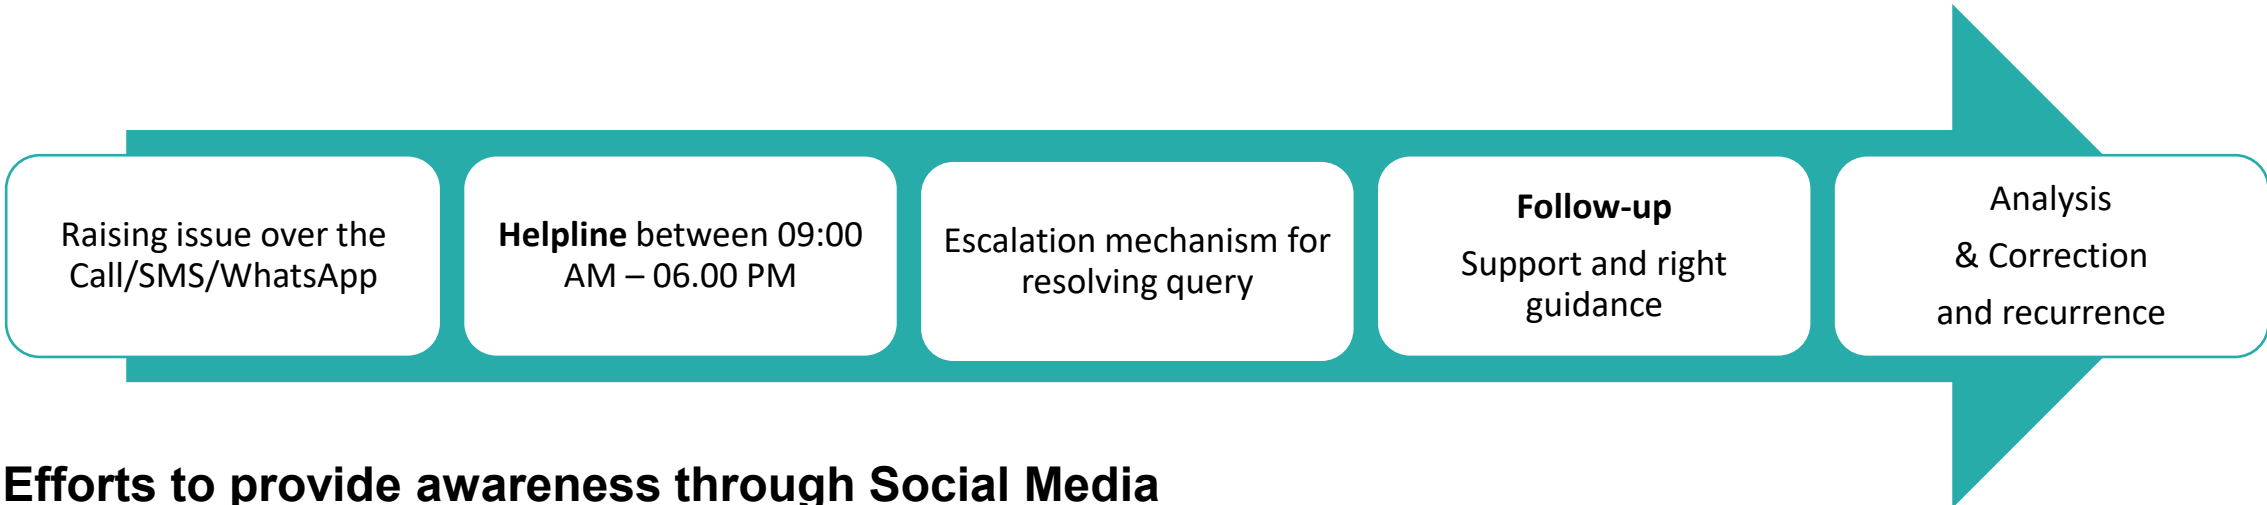 Raising issue over the
Call/SMS/WhatsApp
Helpline between 09:00
AM – 06.00 PM
Escalation mechanism for
resolving query
Follow-up
Support and right
guidance
Analysis
& Correction
and recurrence
Efforts to provide awareness through Social Media